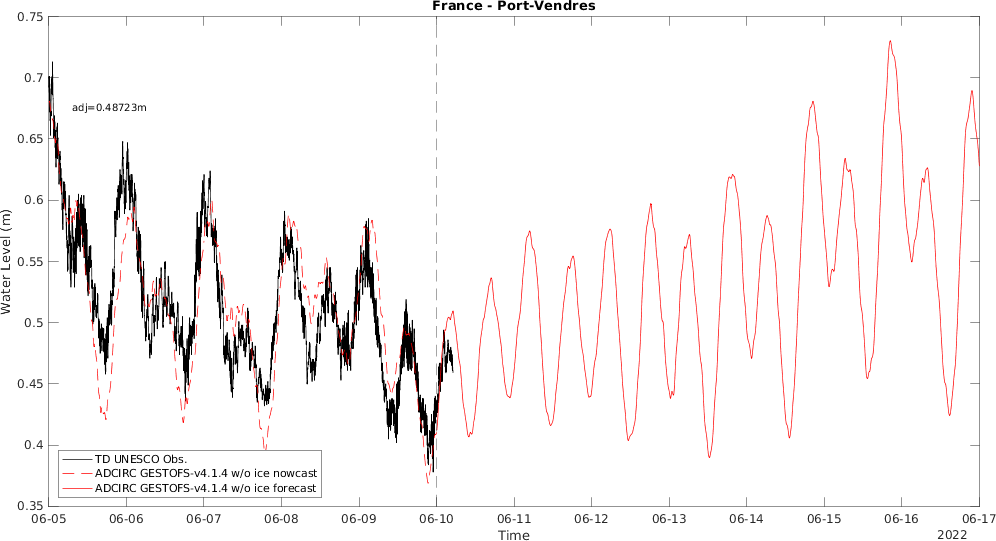 France - Port-Vendres
0.75
0.7
0.65
0.6
0.55
0.5
0.45
0.4
0.35
Water Level (m)
adj=0.48723m
TD UNESCO Obs.
ADCIRC GESTOFS-v4.1.4 w/o ice nowcast
ADCIRC GESTOFS-v4.1.4 w/o ice forecast
06-05 06-06 06-07 06-08 06-09 06-10 06-11 06-12 06-13 06-14 06-15 06-16 06-17
Time
2022